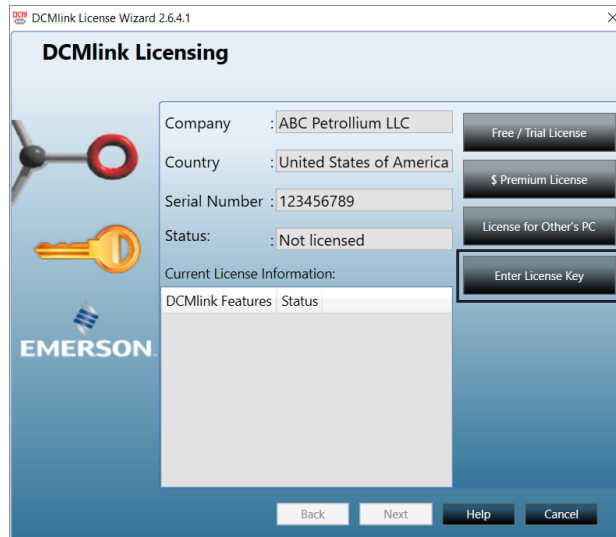 DCM DCMlink License Wizard 2.6.4.1
DCMlink Licensing
Company : ABC Petrollium LLC
Country : United States of America
Serial Number : 123456789
Status: : Not licensed
Current License Information:
DCMlink Features Status
Free / Trial License
$ Premium License
License for Other's PC
Enter License Key
EMERSON.
Back Next Help Cancel